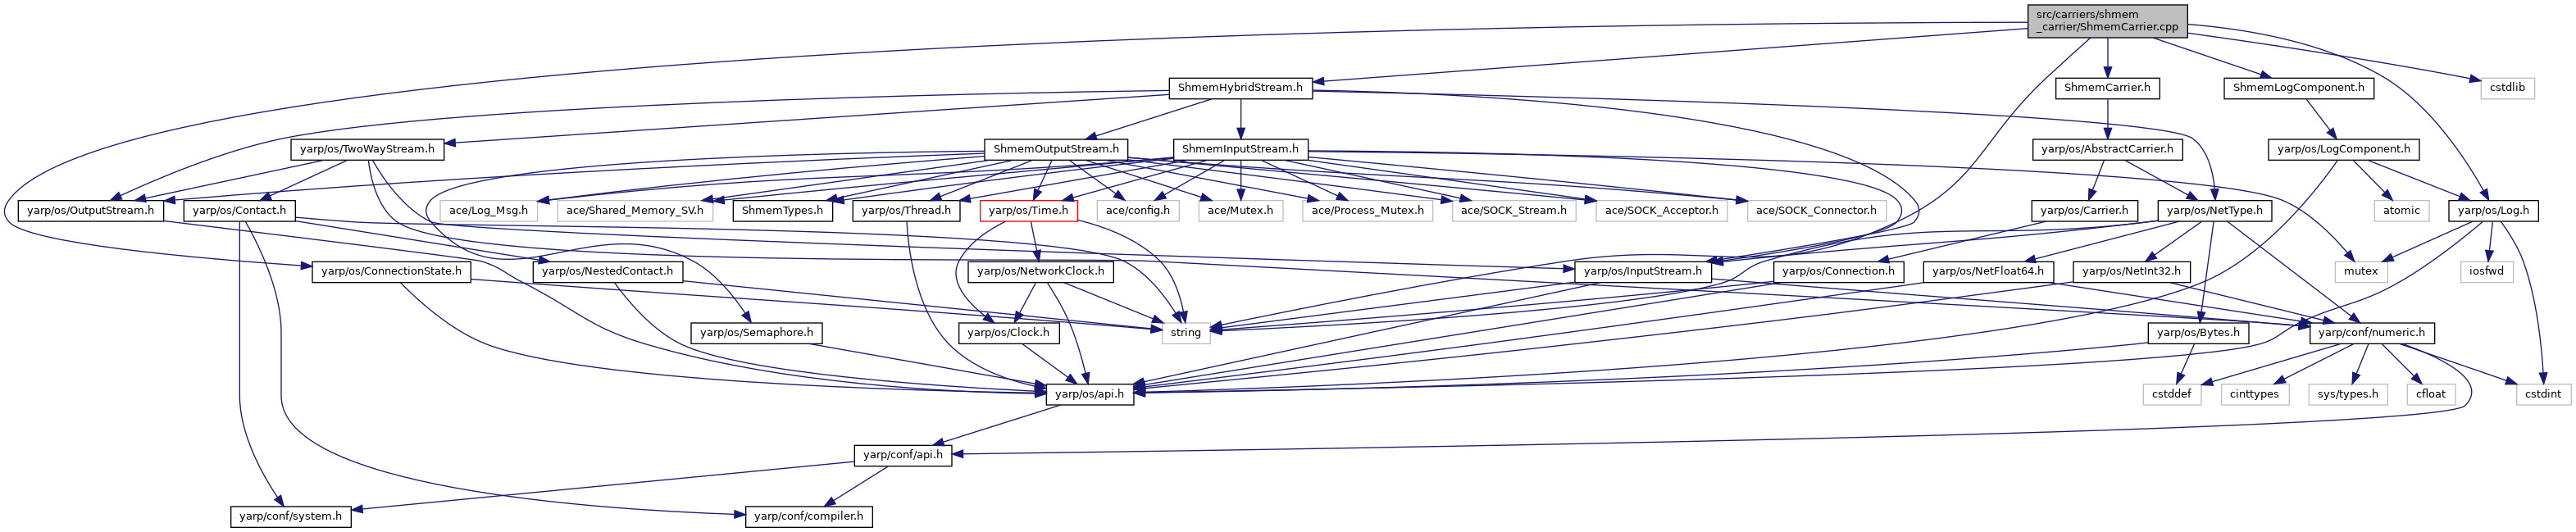 src/carriers/shmem
_carrier/ShmemCarrier.cpp
ShmemHybridStream.h
ShmemCarrier.h
ShmemLogComponent.h
cstdlib
yarp/os/TwoWayStream.h
ShmemOutputStream.h
ShmemInputStream.h
yarp/os/AbstractCarrier.h
yarp/os/LogComponent.h
yarp/os/OutputStream.h
yarp/os/Contact.h
ace/Log_Msg.h
ace/Shared_Memory_SV.h
ShmemTypes.h
yarp/os/Thread.h
yarp/os/Time.h
ace/config.h
ace/Mutex.h
ace/Process_Mutex.h
ace/SOCK_Stream.h
ace/SOCK_Acceptor.h
ace/SOCK_Connector.h
yarp/os/Carrier.h
yarp/os/NetType.h
atomic
yarp/os/Log.h
yarp/os/ConnectionState.h
yarp/os/NestedContact.h
yarp/os/NetworkClock.h
yarp/os/InputStream.h
yarp/os/Connection.h
yarp/os/NetFloat64.h
yarp/os/NetInt32.h
mutex
iosfwd
yarp/os/Semaphore.h
yarp/os/Clock.h
string
yarp/os/Bytes.h
yarp/conf/numeric.h
yarp/os/api.h
cstddef
cinttypes
sys/types.h
cfloat
cstdint
yarp/conf/api.h
yarp/conf/system.h
yarp/conf/compiler.h